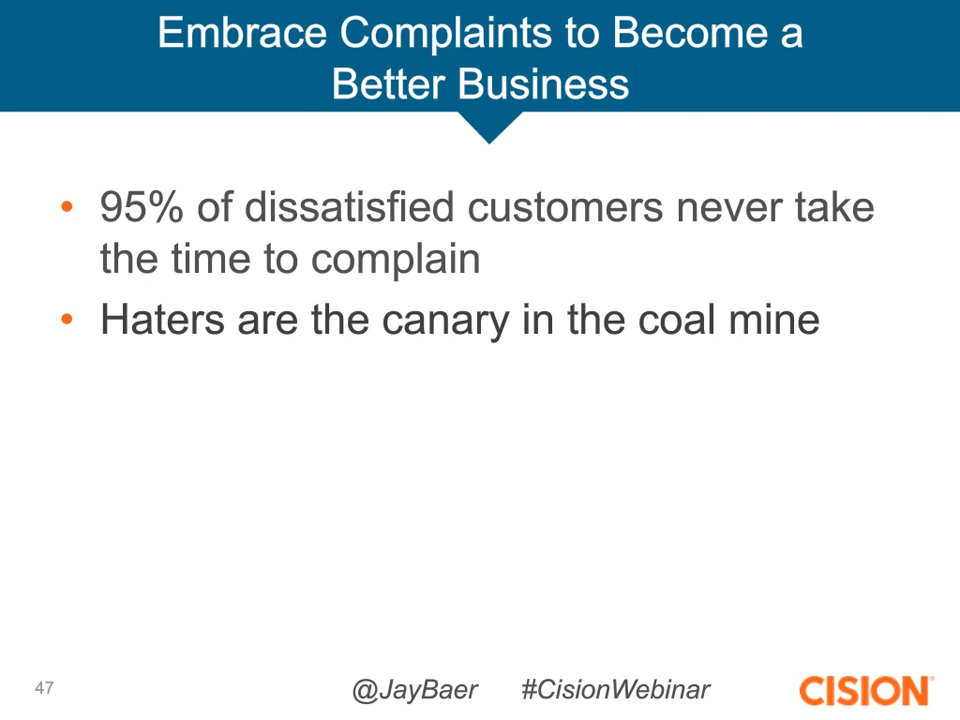 Embrace Complaints to Become a
Better Business
• 95% of dissatisfied customers never take
the time to complain
• Haters are the canary in the coal mine
47
@JayBaer #CisionWebinar
CISION®